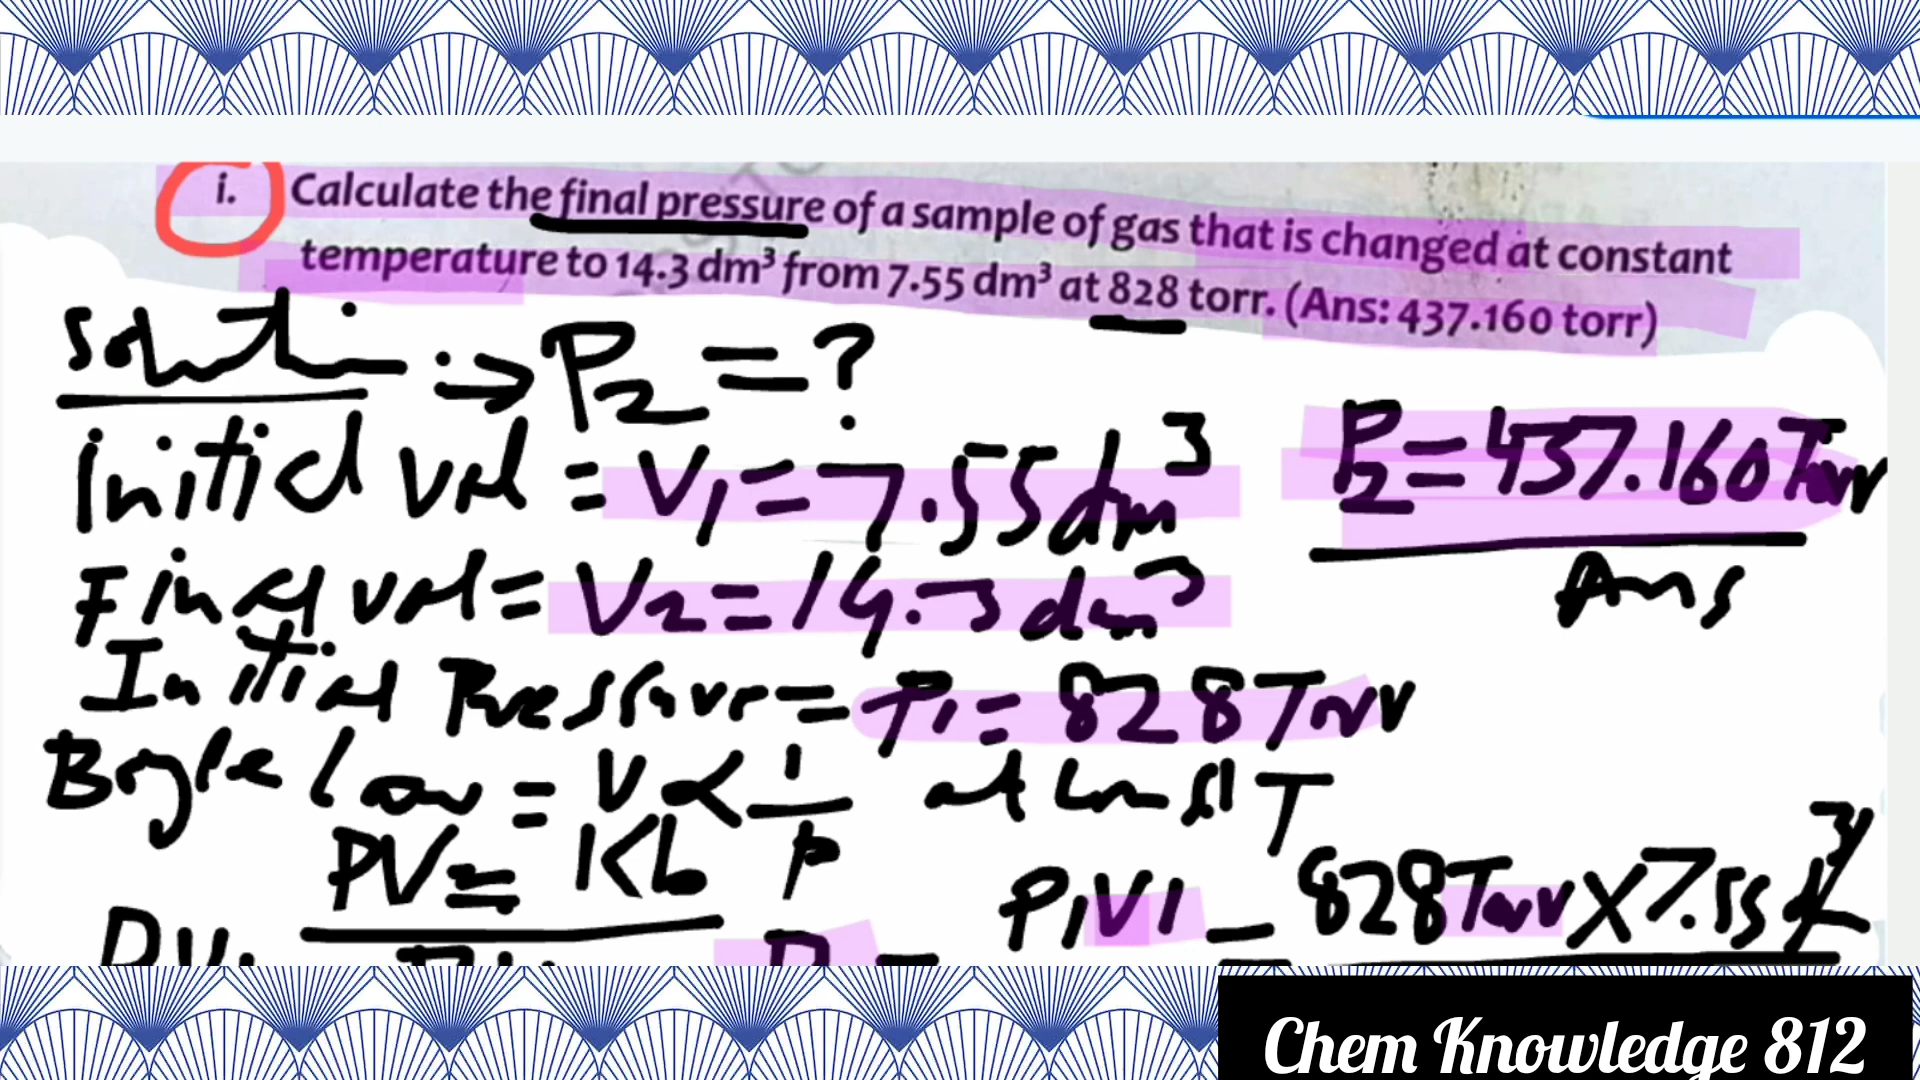 i. Calculate the final pressure of a sample of gas that is changed at constant
temperature to 14.3 dm³ from 7.55 dm³ at 828 torr. (Ans: 437.160 torr)
P₂ = ?
Initial vol = V₁ = 7.55 dm³
P₂ = 437.160 Torr
Ans
Final vol = V₂ = 14.3 dm³
Initial Pressure = P₁ = 828 Torr
Boyle law = V ∝ 1/P at const T
PV = Kb
P₁V₁ = 828 Torr X 7.55
Chem Knowledge 812